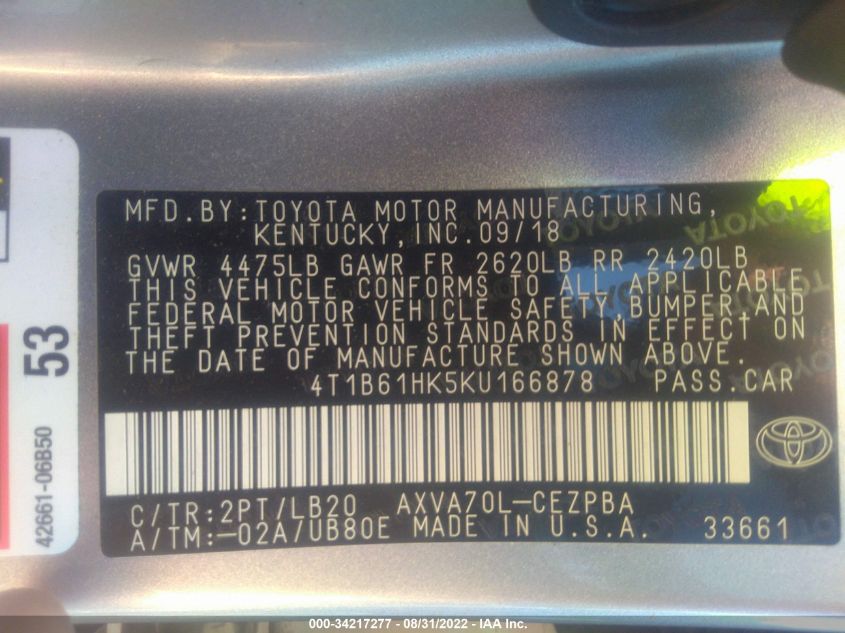 MFD.BY:TOYOTA MOTOR MANUFACTURING,
KENTUCKY,INC.09/18
GVWR 4475LB GAWR FR 2620LB RR 2420LB
THIS VEHICLE CONFORMS TO ALL APPLICABLE
FEDERAL MOTOR VEHICLE SAFETY,BUMPER,AND
THEFT PREVENTION STANDARDS IN EFFECT ON
THE DATE OF MANUFACTURE SHOWN ABOVE.
4T1B61HK5KU166878 PASS.CAR
C/TR:2PT/LB20 AXVA70L-CEZPBA
A/TM:-02A/UB80E MADE IN U.S.A. 33661
TOYOTA
TOYOTA
TOYOTA
53
42661-06B50
000-34217277 - 08/31/2022 - IAA Inc.